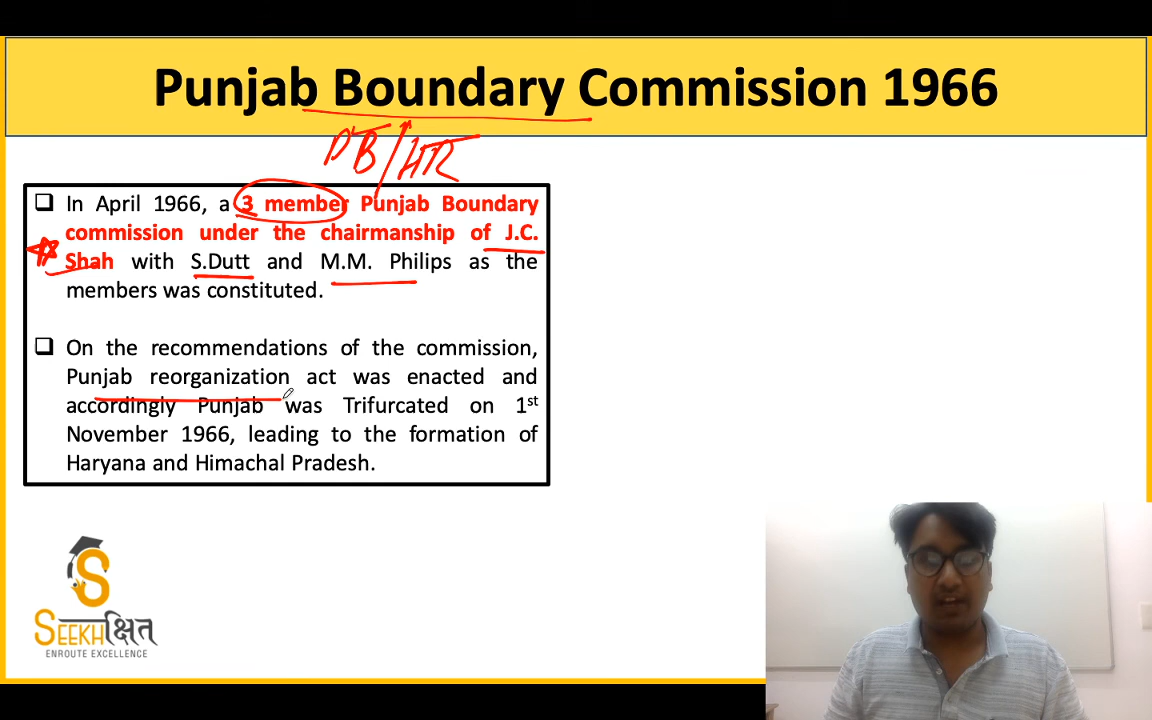 Punjab Boundary Commission 1966
PB/HR
In April 1966, a 3 member Punjab Boundary
commission under the chairmanship of J.C.
Shah with S.Dutt and M.M. Philips as the
members was constituted.
On the recommendations of the commission,
Punjab reorganization act was enacted and
accordingly Punjab was Trifurcated on 1st
November 1966, leading to the formation of
Haryana and Himachal Pradesh.
SEEKHक्षित
ENROUTE EXCELLENCE